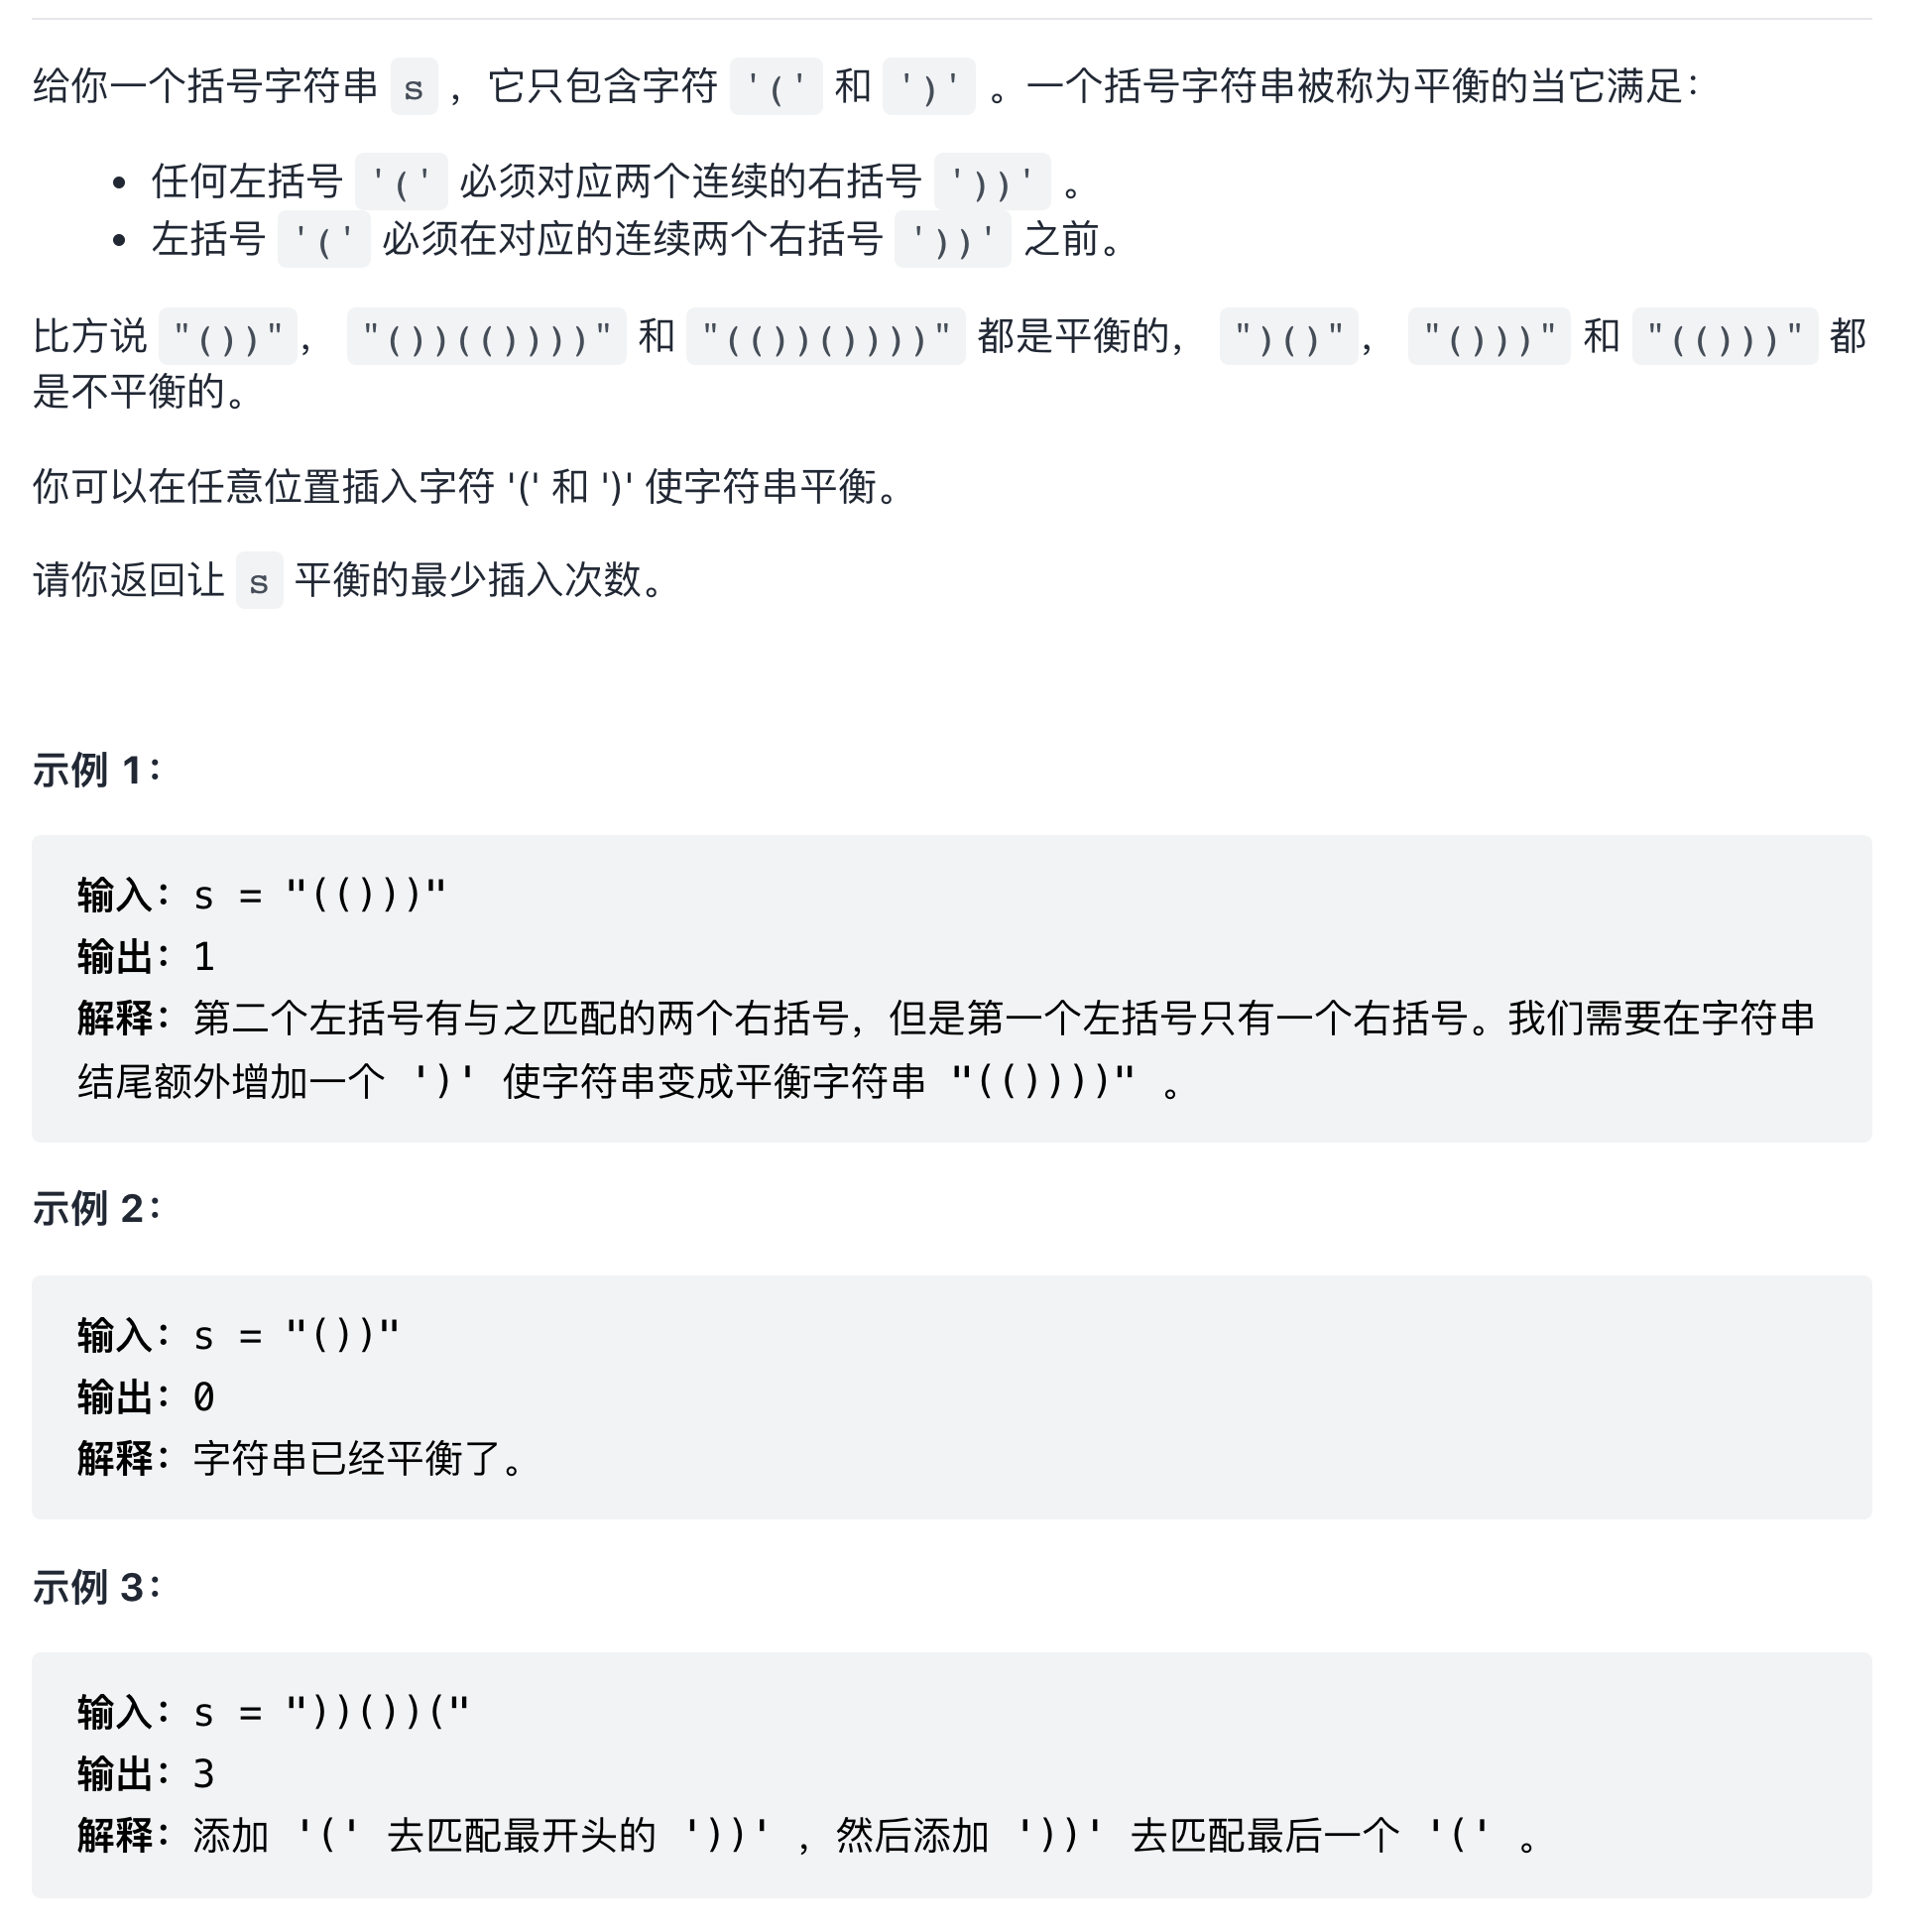 给你一个括号字符串 s ，它只包含字符 '(' 和 ')' 。一个括号字符串被称为平衡的当它满足：
• 任何左括号 '(' 必须对应两个连续的右括号 '))' 。
• 左括号 '(' 必须在对应的连续两个右括号 '))' 之前。
比方说 "())"， "())(())))" 和 "(())())))" 都是平衡的， ")()"， "()))" 和 "(()))" 都
是不平衡的。
你可以在任意位置插入字符 '(' 和 ')' 使字符串平衡。
请你返回让 s 平衡的最少插入次数。
示例 1：
输入：s = "(()))"
输出：1
解释：第二个左括号有与之匹配的两个右括号，但是第一个左括号只有一个右括号。我们需要在字符串
结尾额外增加一个 ')' 使字符串变成平衡字符串 "(())))" 。
示例 2：
输入：s = "())"
输出：0
解释：字符串已经平衡了。
示例 3：
输入：s = "))())("
输出：3
解释：添加 '(' 去匹配最开头的 '))' ，然后添加 '))' 去匹配最后一个 '(' 。